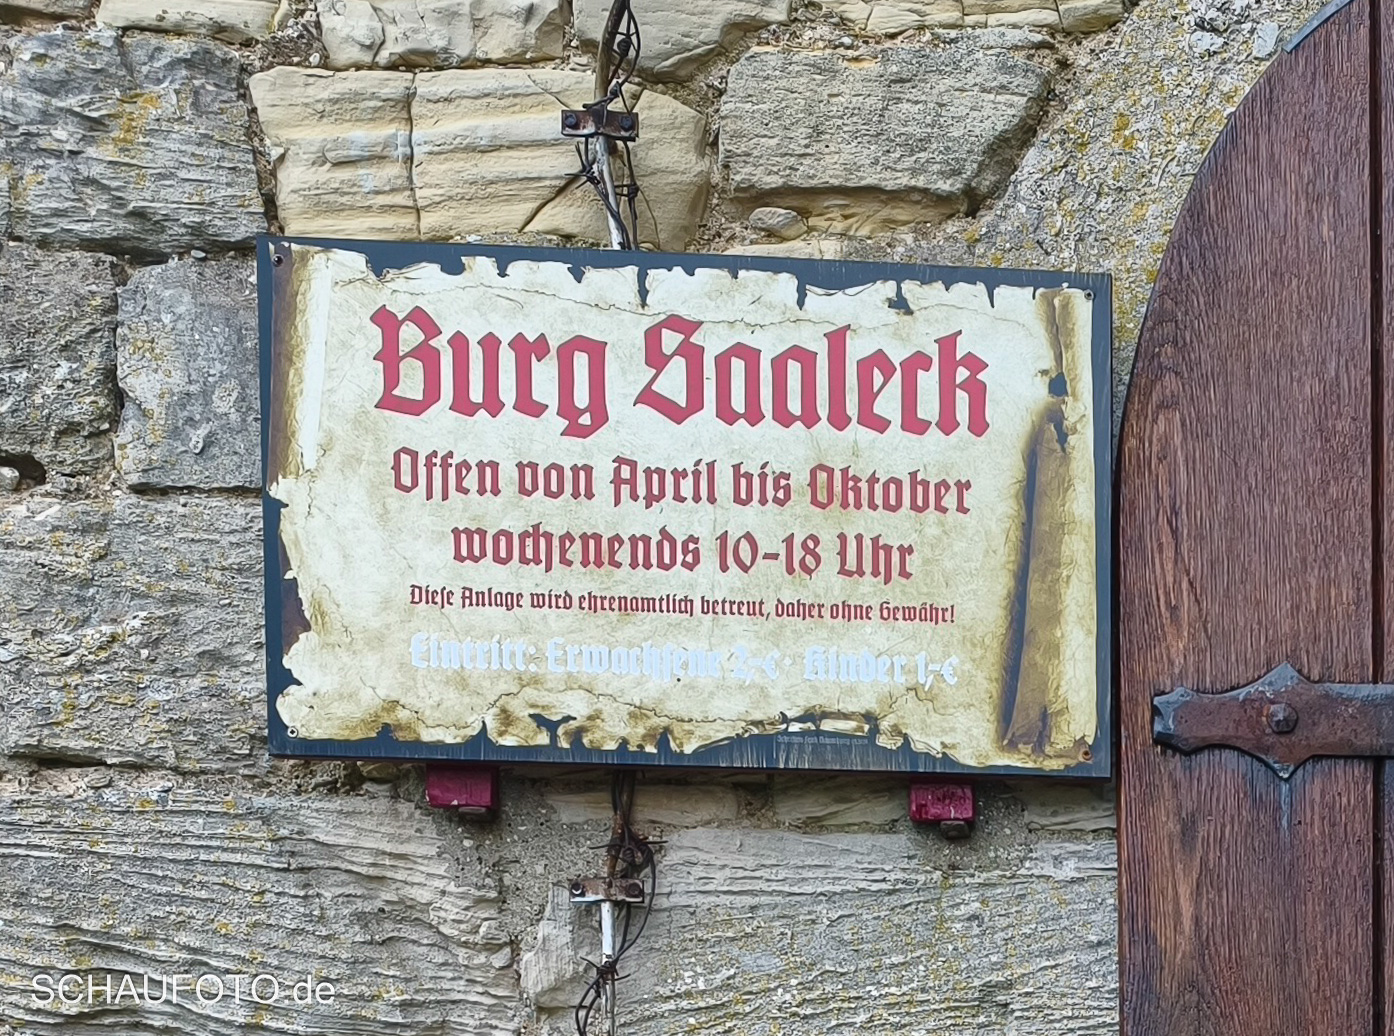 Burg Saaleck
Offen von April bis Oktober
wochenends 10-18 Uhr
Dieſe Anlage wird ehrenamtlich betreut, daher ohne Gewähr!
Eintritt: Erwachſene 2,-€ · Kinder 1,-€
SCHAUFOTO.de